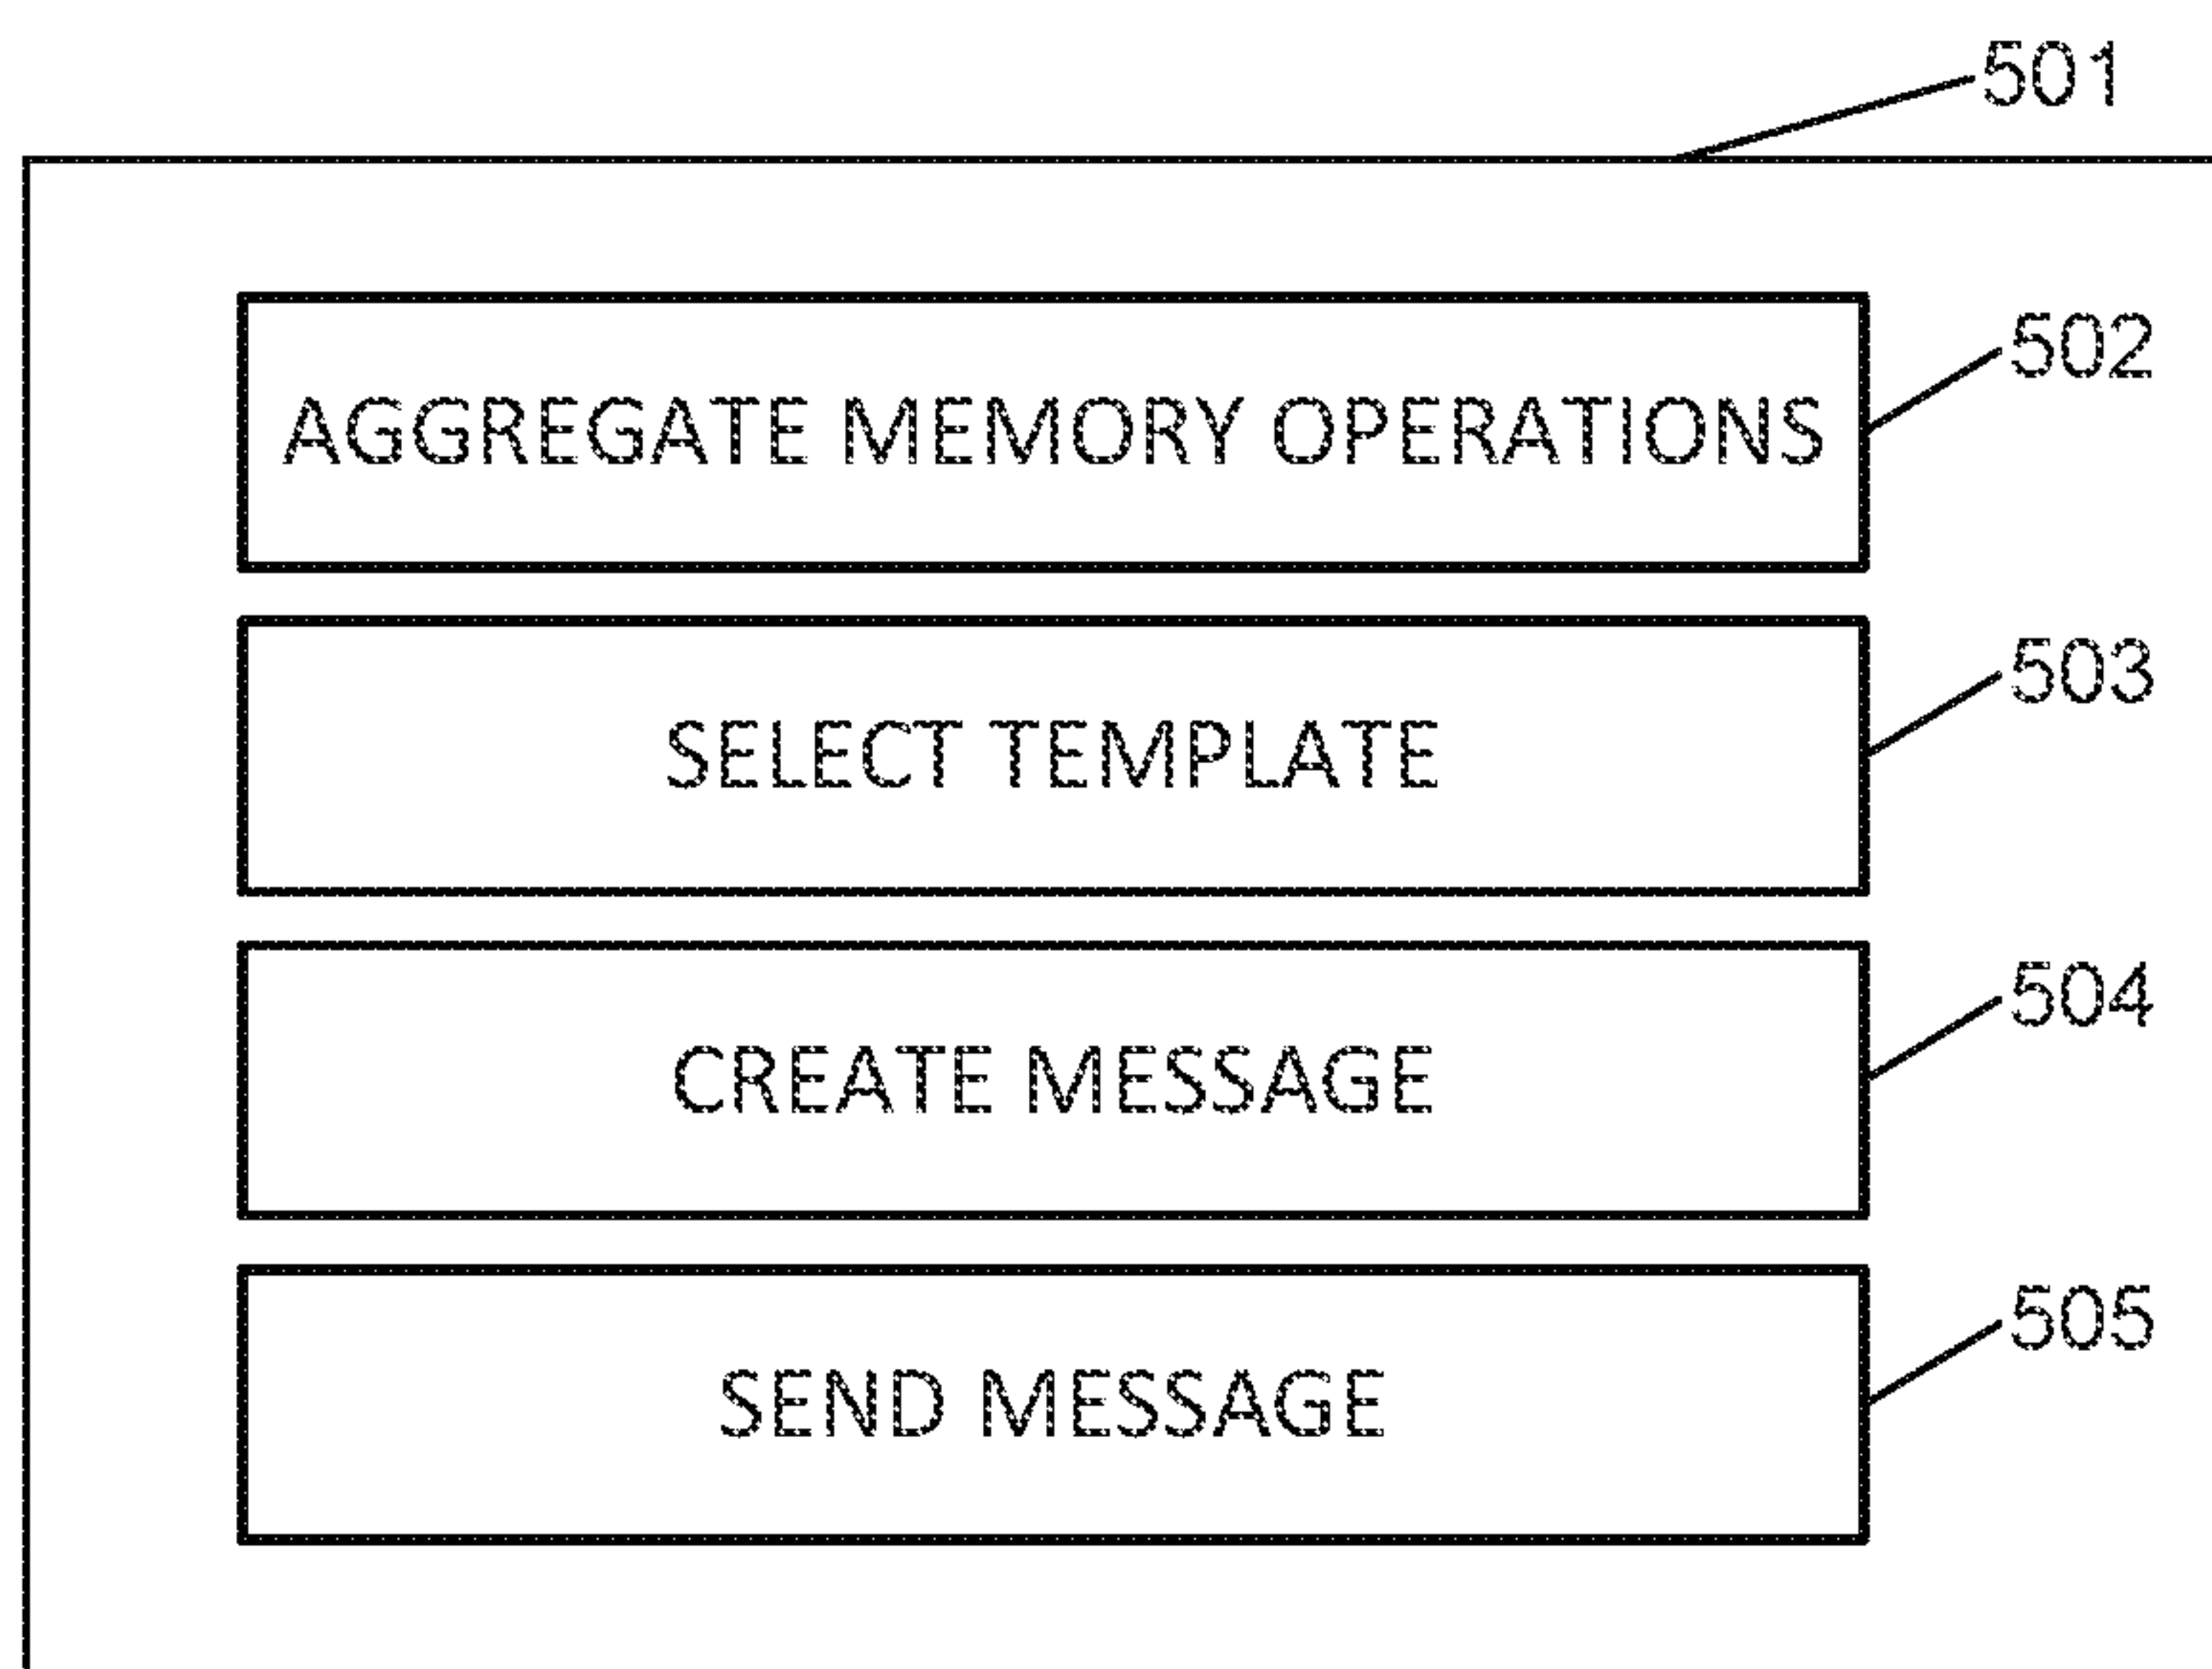 501
502
AGGREGATE MEMORY OPERATIONS
503
SELECT TEMPLATE
504
CREATE MESSAGE
505
SEND MESSAGE